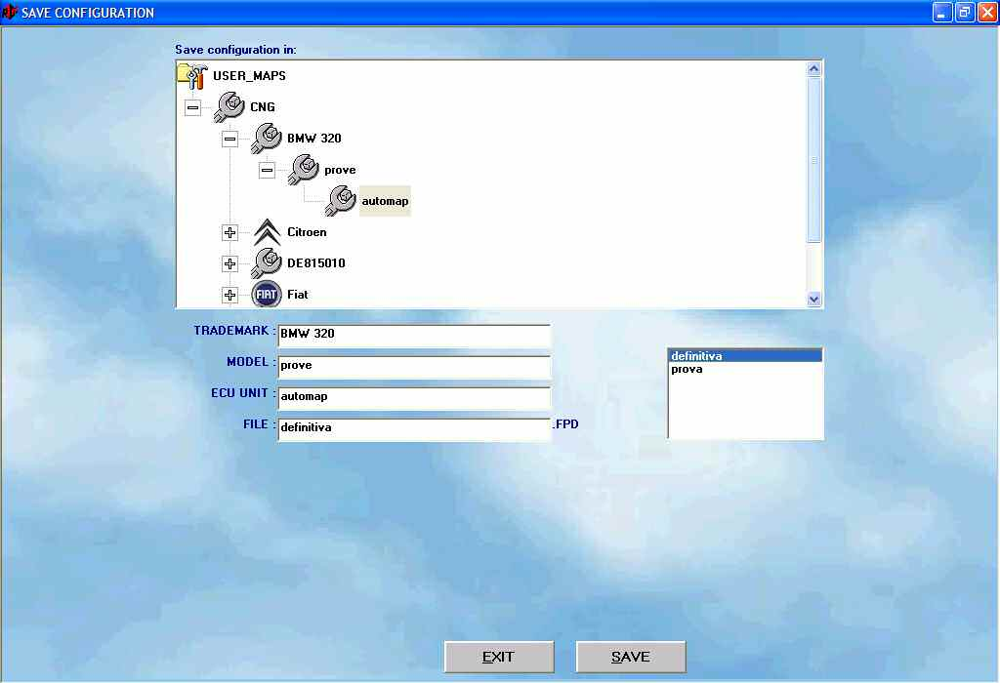 SAVE CONFIGURATION
Save configuration in:
USER_MAPS
CNG
BMW 320
prove
automap
Citroen
DE815010
FIAT Fiat
TRADEMARK : BMW 320
MODEL : prove
ECU UNIT : automap
FILE : definitiva .FPD
definitiva
prova
EXIT SAVE